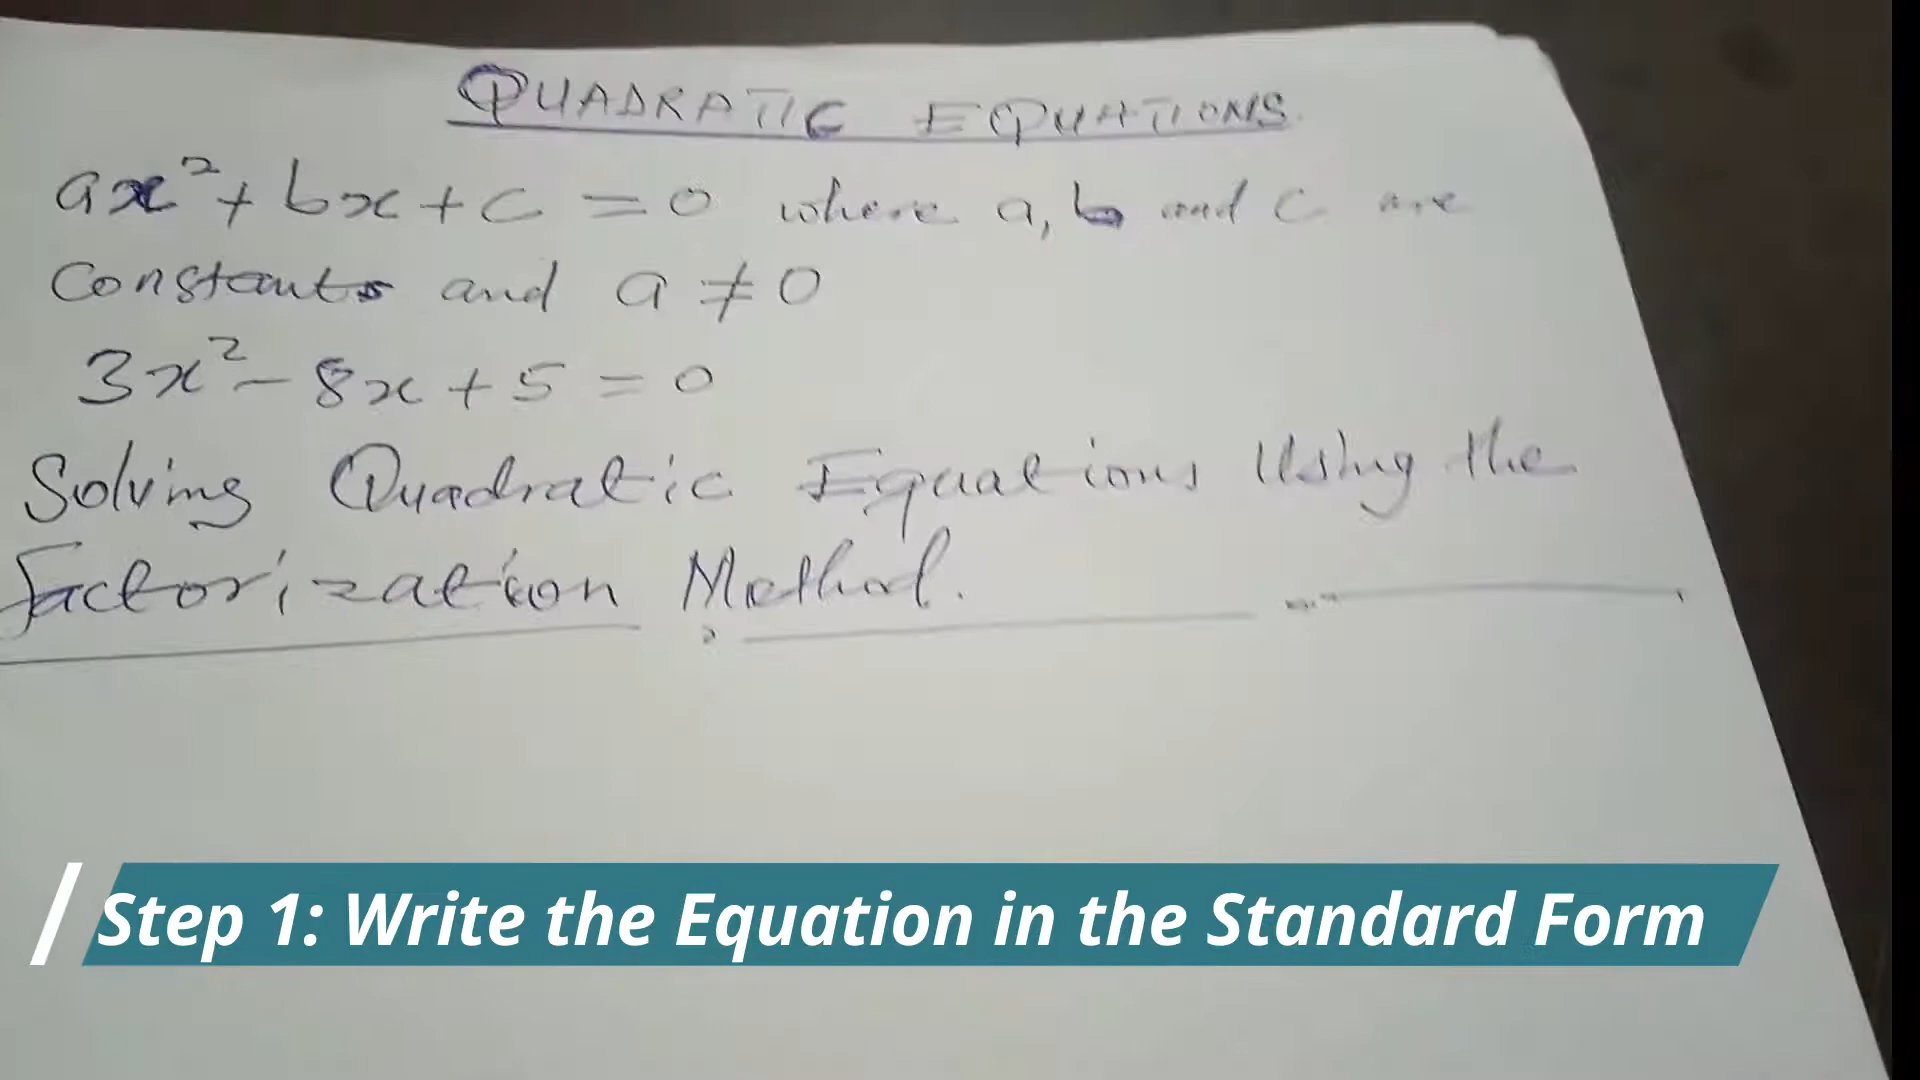 QUADRATIC EQUATIONS
ax² + bx + c = 0 where a, b and c are
constants and a ≠ 0
3x² - 8x + 5 = 0
Solving Quadratic Equations Using the
Factorization Method.
Step 1: Write the Equation in the Standard Form